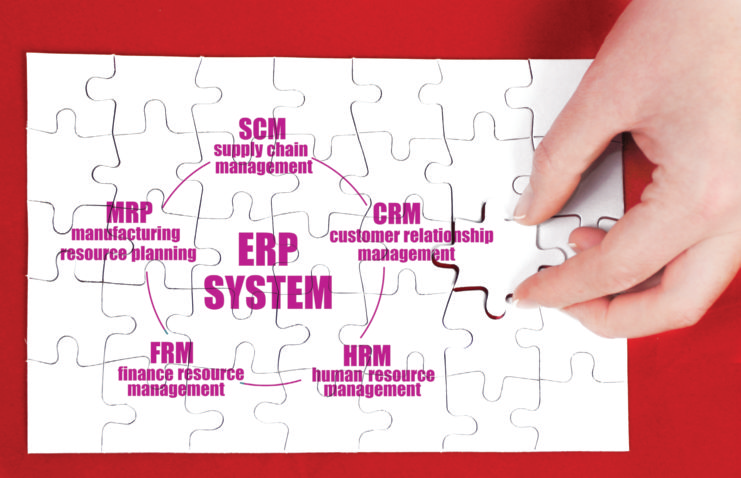 SCM
supply chain
management
MRP
manufacturing
resource planning
CRM
customer relationship
management
ERP
SYSTEM
FRM
finance resource
management
HRM
human resource
management